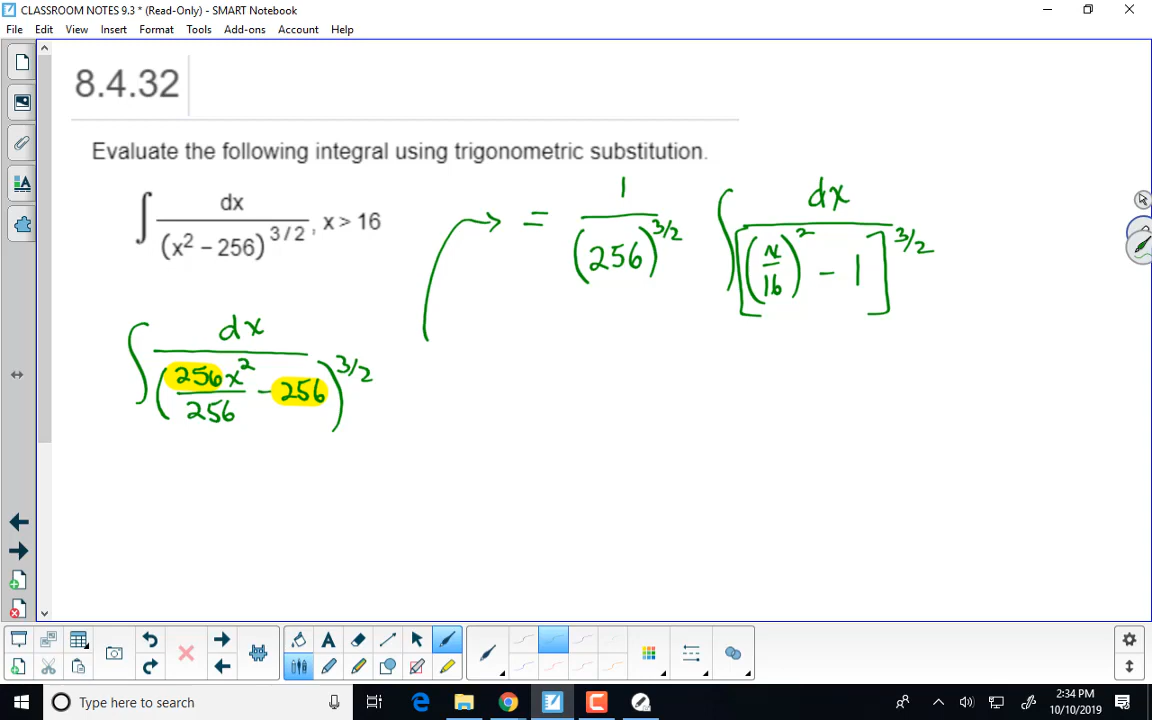 CLASSROOM NOTES 9.3 * (Read-Only) - SMART Notebook
File Edit View Insert Format Tools Add-ons Account Help
8.4.32
Evaluate the following integral using trigonometric substitution.
∫ dx / (x² − 256)^3/2, x > 16
= 1 / (256)^3/2 ∫ dx / [(x/16)² − 1]^3/2
∫ dx / (256x²/256 − 256)^3/2
Type here to search
2:34 PM
10/10/2019